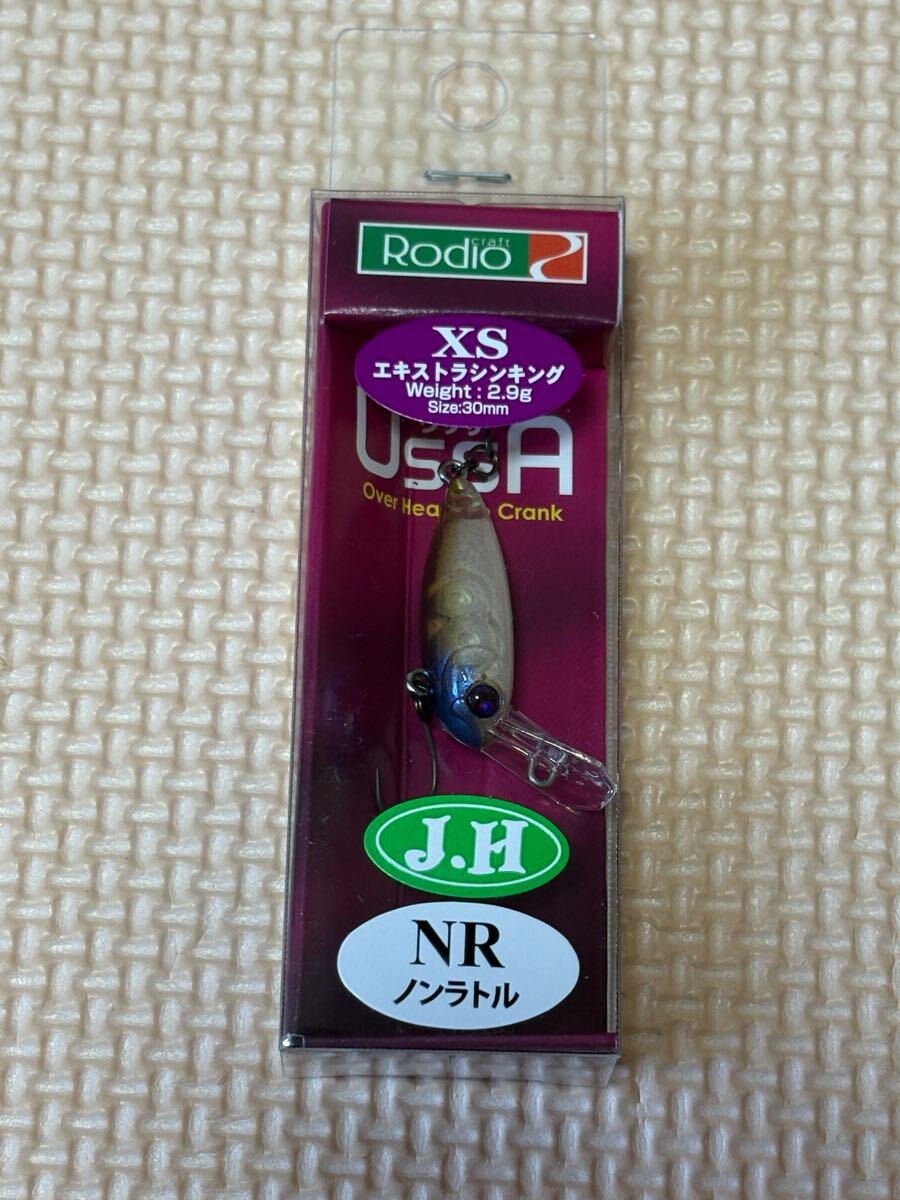 Rodio craft
XS
エキストラシンキング
Weight : 2.9g
Size:30mm
Over Crank
J.H
NR
ノンラトル